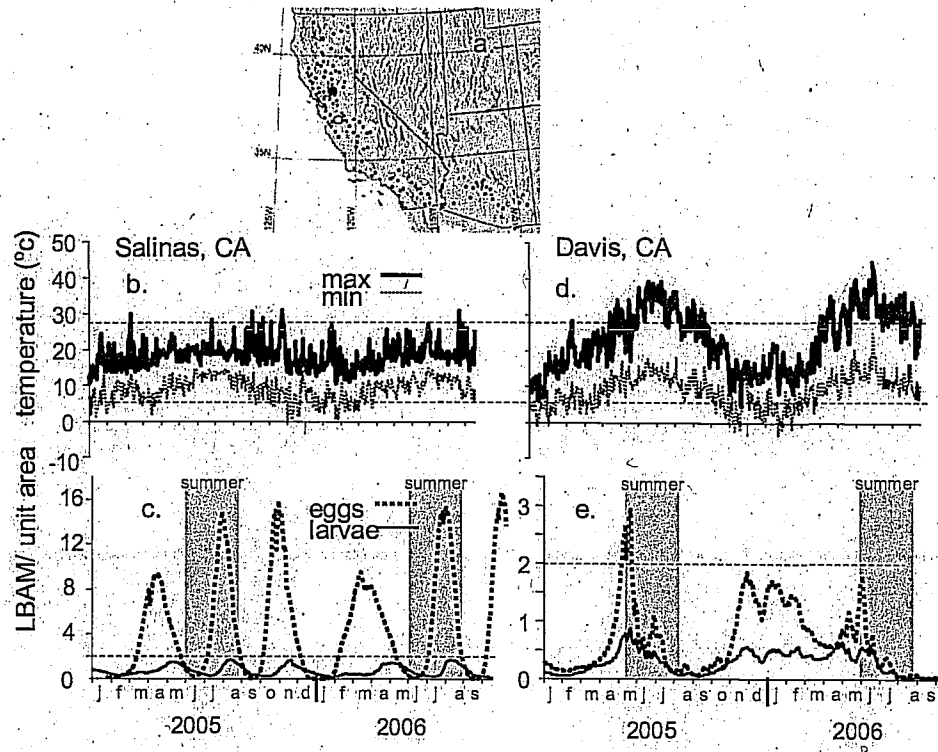 a.
40N
35N
125W
120W
Salinas, CA
b.
max
min
temperature (ºc)
50
40
30
20
10
0
-10
Davis, CA
d.
LBAM/ unit area
16
12
8
4
0
summer
summer
c.
eggs
larvae
j f m a m j j a s o n d j f m a m j j a s
2005
2006
3
2
1
0
summer
summer
e.
j f m a m j j a s o n d j f m a m j j a s
2005
2006